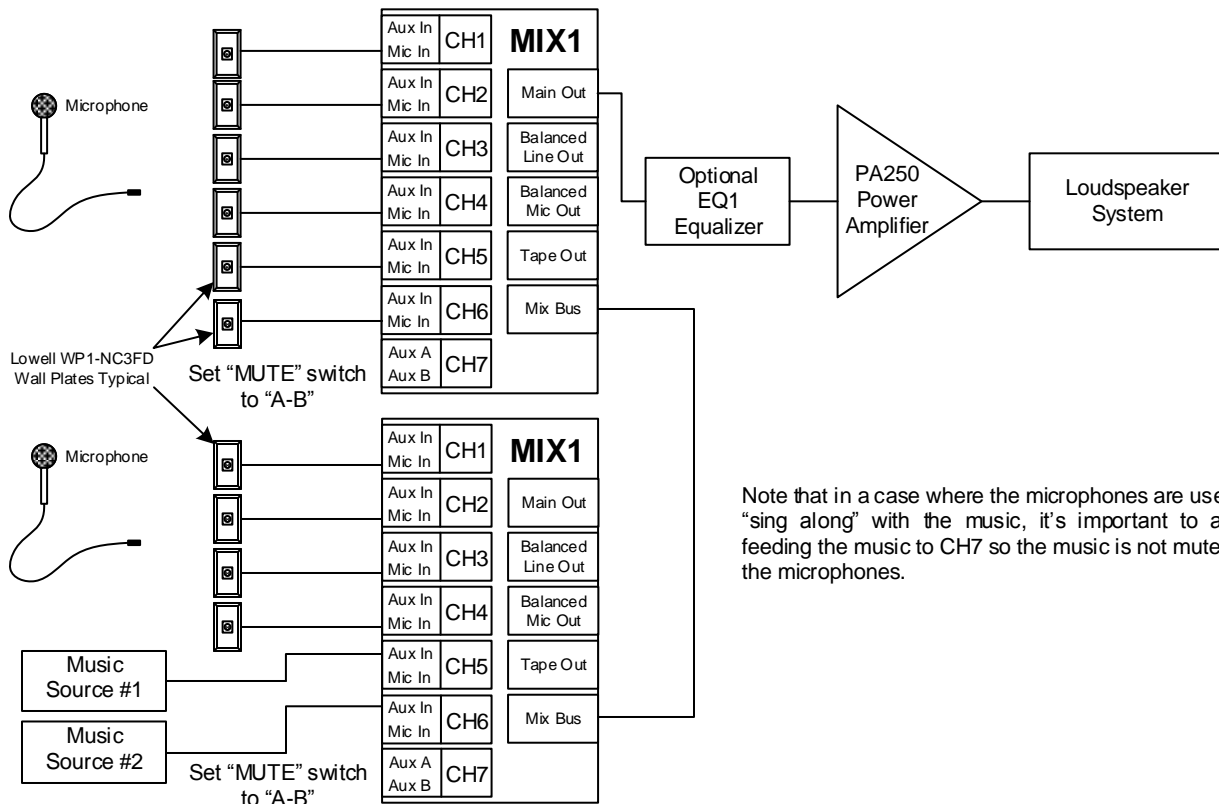 Aux In
Mic In
CH1
MIX1
Aux In
Mic In
CH2
Main Out
Microphone
Aux In
Mic In
CH3
Balanced
Line Out
Aux In
Mic In
CH4
Balanced
Mic Out
Optional
EQ1
Equalizer
PA250
Power
Amplifier
Loudspeaker
System
Aux In
Mic In
CH5
Tape Out
Aux In
Mic In
CH6
Mix Bus
Aux A
Aux B
CH7
Lowell WP1-NC3FD
Wall Plates Typical
Set “MUTE” switch
to “A-B”
Aux In
Mic In
CH1
MIX1
Microphone
Aux In
Mic In
CH2
Main Out
Aux In
Mic In
CH3
Balanced
Line Out
Aux In
Mic In
CH4
Balanced
Mic Out
Note that in a case where the microphones are use
“sing along” with the music, it’s important to a
feeding the music to CH7 so the music is not mute
the microphones.
Music
Source #1
Aux In
Mic In
CH5
Tape Out
Music
Source #2
Aux In
Mic In
CH6
Mix Bus
Aux A
Aux B
CH7
Set “MUTE” switch
to “A-B”